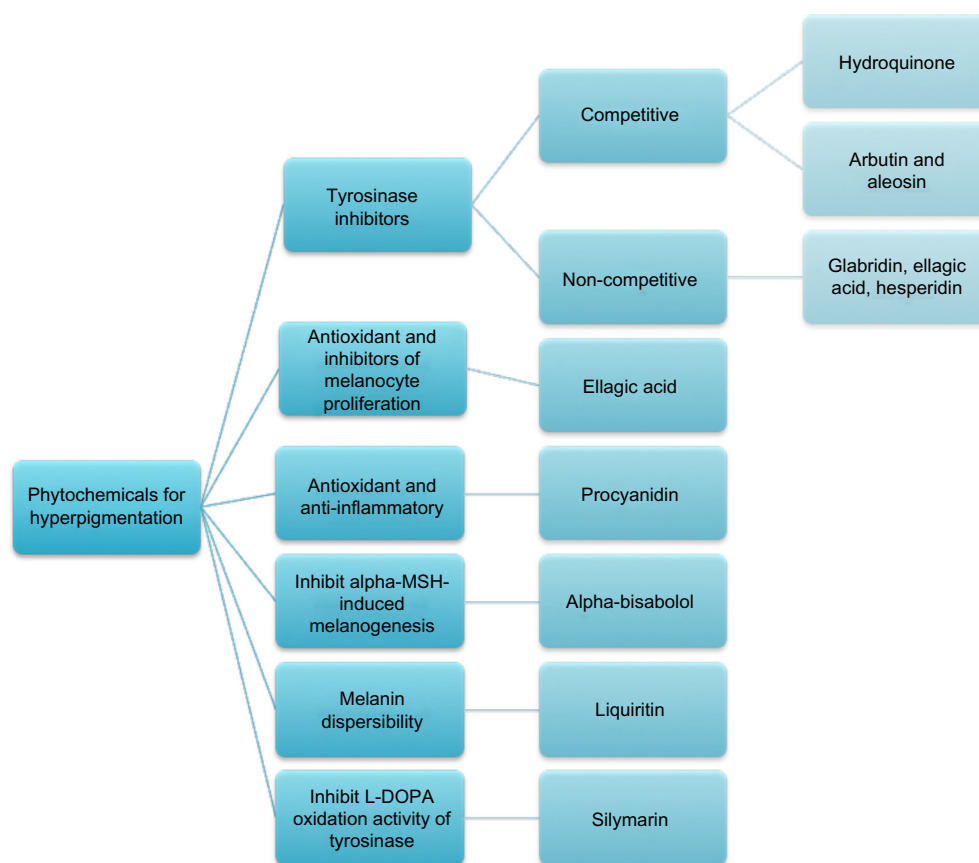 Phytochemicals for
hyperpigmentation
Tyrosinase
inhibitors
Competitive
Hydroquinone
Arbutin and
aleosin
Non-competitive
Glabridin, ellagic
acid, hesperidin
Antioxidant and
inhibitors of
melanocyte
proliferation
Ellagic acid
Antioxidant and
anti-inflammatory
Procyanidin
Inhibit alpha-MSH-
induced
melanogenesis
Alpha-bisabolol
Melanin
dispersibility
Liquiritin
Inhibit L-DOPA
oxidation activity of
tyrosinase
Silymarin